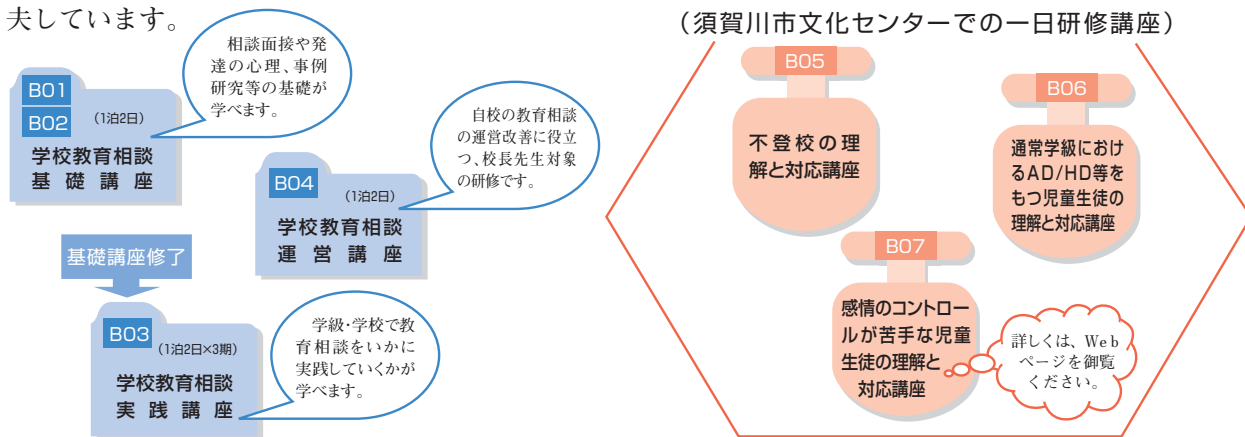 夫しています。
B01
B02
(1泊2日)
学校教育相談
基礎講座
相談面接や発
達の心理、事例
研究等の基礎が
学べます。
B04
(1泊2日)
学校教育相談
運営講座
自校の教育相談
の運営改善に役立
つ、校長先生対象
の研修です。
基礎講座修了
B03
(1泊2日×3期)
学校教育相談
実践講座
学級・学校で教
育相談をいかに
実践していくかが
学べます。
(須賀川市文化センターでの一日研修講座)
B05
不登校の理
解と対応講座
B06
通常学級におけ
るAD/HD等を
もつ児童生徒の
理解と対応講座
B07
感情のコントロー
ルが苦手な児童
生徒の理解と
対応講座
詳しくは、Web
ページを御覧
ください。